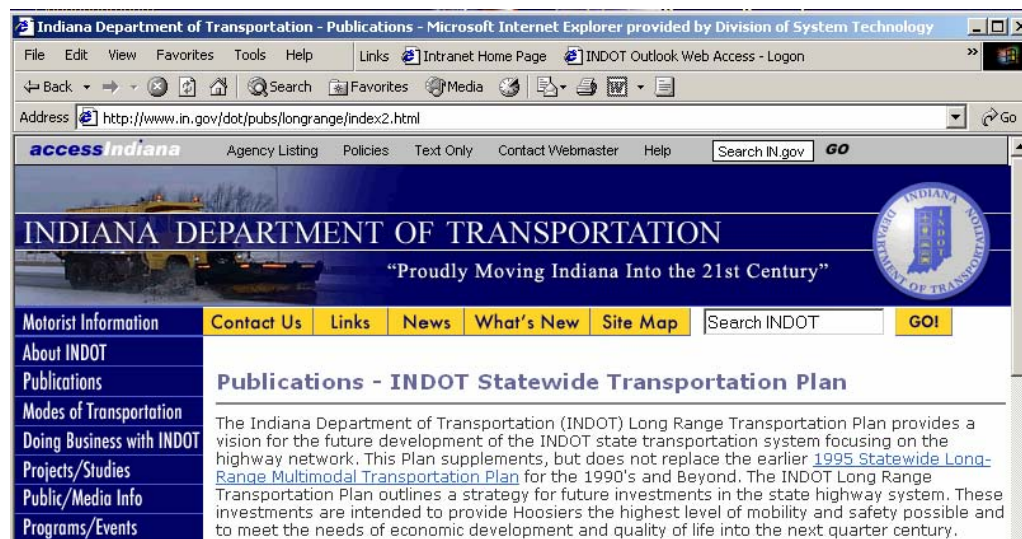 Indiana Department of Transportation - Publications - Microsoft Internet Explorer provided by Division of System Technology
File Edit View Favorites Tools Help Links Intranet Home Page INDOT Outlook Web Access - Logon »
Back Search Favorites Media
Address http://www.in.gov/dot/pubs/longrange/index2.html Go
accessIndiana Agency Listing Policies Text Only Contact Webmaster Help Search IN.gov GO
INDIANA DEPARTMENT OF TRANSPORTATION
"Proudly Moving Indiana Into the 21st Century"
INDIANA DEPARTMENT OF TRANSPORTATION
INDOT
Motorist Information
About INDOT
Publications
Modes of Transportation
Doing Business with INDOT
Projects/Studies
Public/Media Info
Programs/Events
Contact Us Links News What's New Site Map Search INDOT GO!
Publications - INDOT Statewide Transportation Plan
The Indiana Department of Transportation (INDOT) Long Range Transportation Plan provides a
vision for the future development of the INDOT state transportation system focusing on the
highway network. This Plan supplements, but does not replace the earlier 1995 Statewide Long-
Range Multimodal Transportation Plan for the 1990's and Beyond. The INDOT Long Range
Transportation Plan outlines a strategy for future investments in the state highway system. These
investments are intended to provide Hoosiers the highest level of mobility and safety possible and
to meet the needs of economic development and quality of life into the next quarter century.